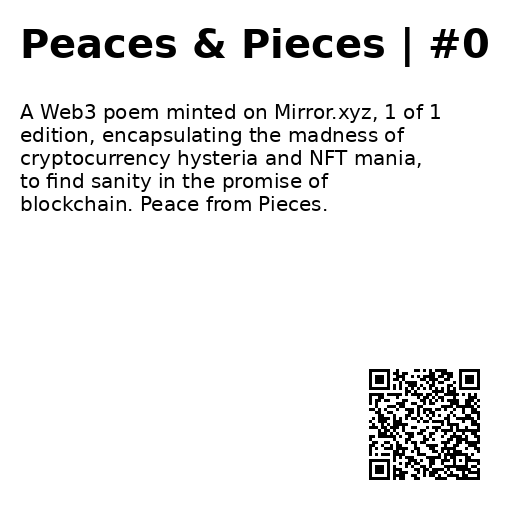 Peaces & Pieces | #0
A Web3 poem minted on Mirror.xyz, 1 of 1
edition, encapsulating the madness of
cryptocurrency hysteria and NFT mania,
to find sanity in the promise of
blockchain. Peace from Pieces.